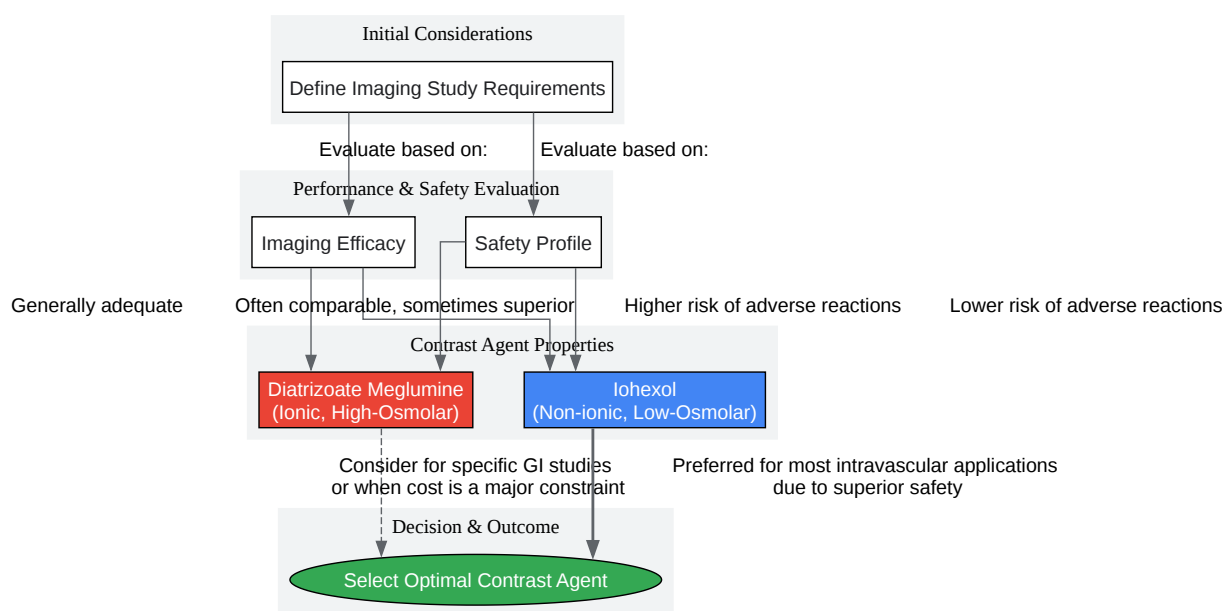 Initial Considerations
Define Imaging Study Requirements
Evaluate based on:
Evaluate based on:
Performance & Safety Evaluation
Imaging Efficacy
Safety Profile
Generally adequate
Often comparable, sometimes superior
Higher risk of adverse reactions
Lower risk of adverse reactions
Contrast Agent Properties
Diatrizoate Meglumine
(Ionic, High-Osmolar)
Iohexol
(Non-ionic, Low-Osmolar)
Consider for specific GI studies
or when cost is a major constraint
Preferred for most intravascular applications
due to superior safety
Decision & Outcome
Select Optimal Contrast Agent